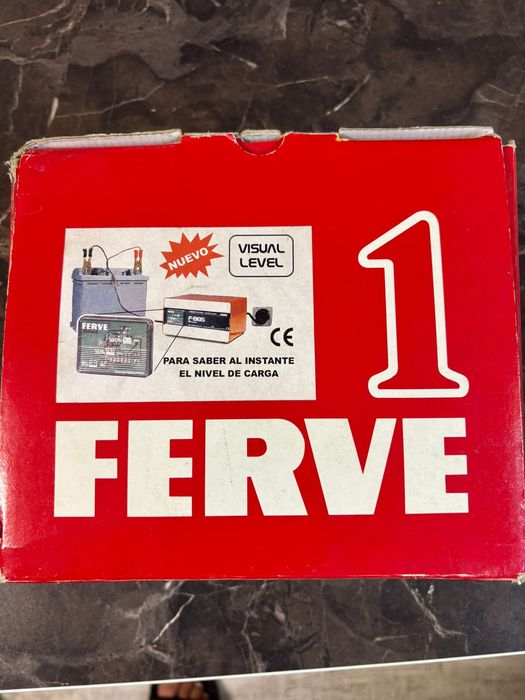 NUEVO
VISUAL
LEVEL
1
FERVE
F-805
CE
PARA SABER AL INSTANTE
EL NIVEL DE CARGA
FERVE